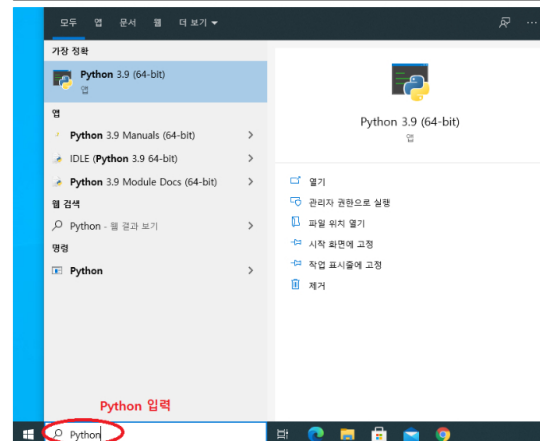 모두 앱 문서 웹 더 보기
가장 정확
Python 3.9 (64-bit)
앱
앱
Python 3.9 Manuals (64-bit)
IDLE (Python 3.9 64-bit)
Python 3.9 Module Docs (64-bit)
웹 검색
Python - 웹 결과 보기
명령
Python
Python 3.9 (64-bit)
앱
열기
관리자 권한으로 실행
파일 위치 열기
시작 화면에 고정
작업 표시줄에 고정
제거
Python 입력
Python